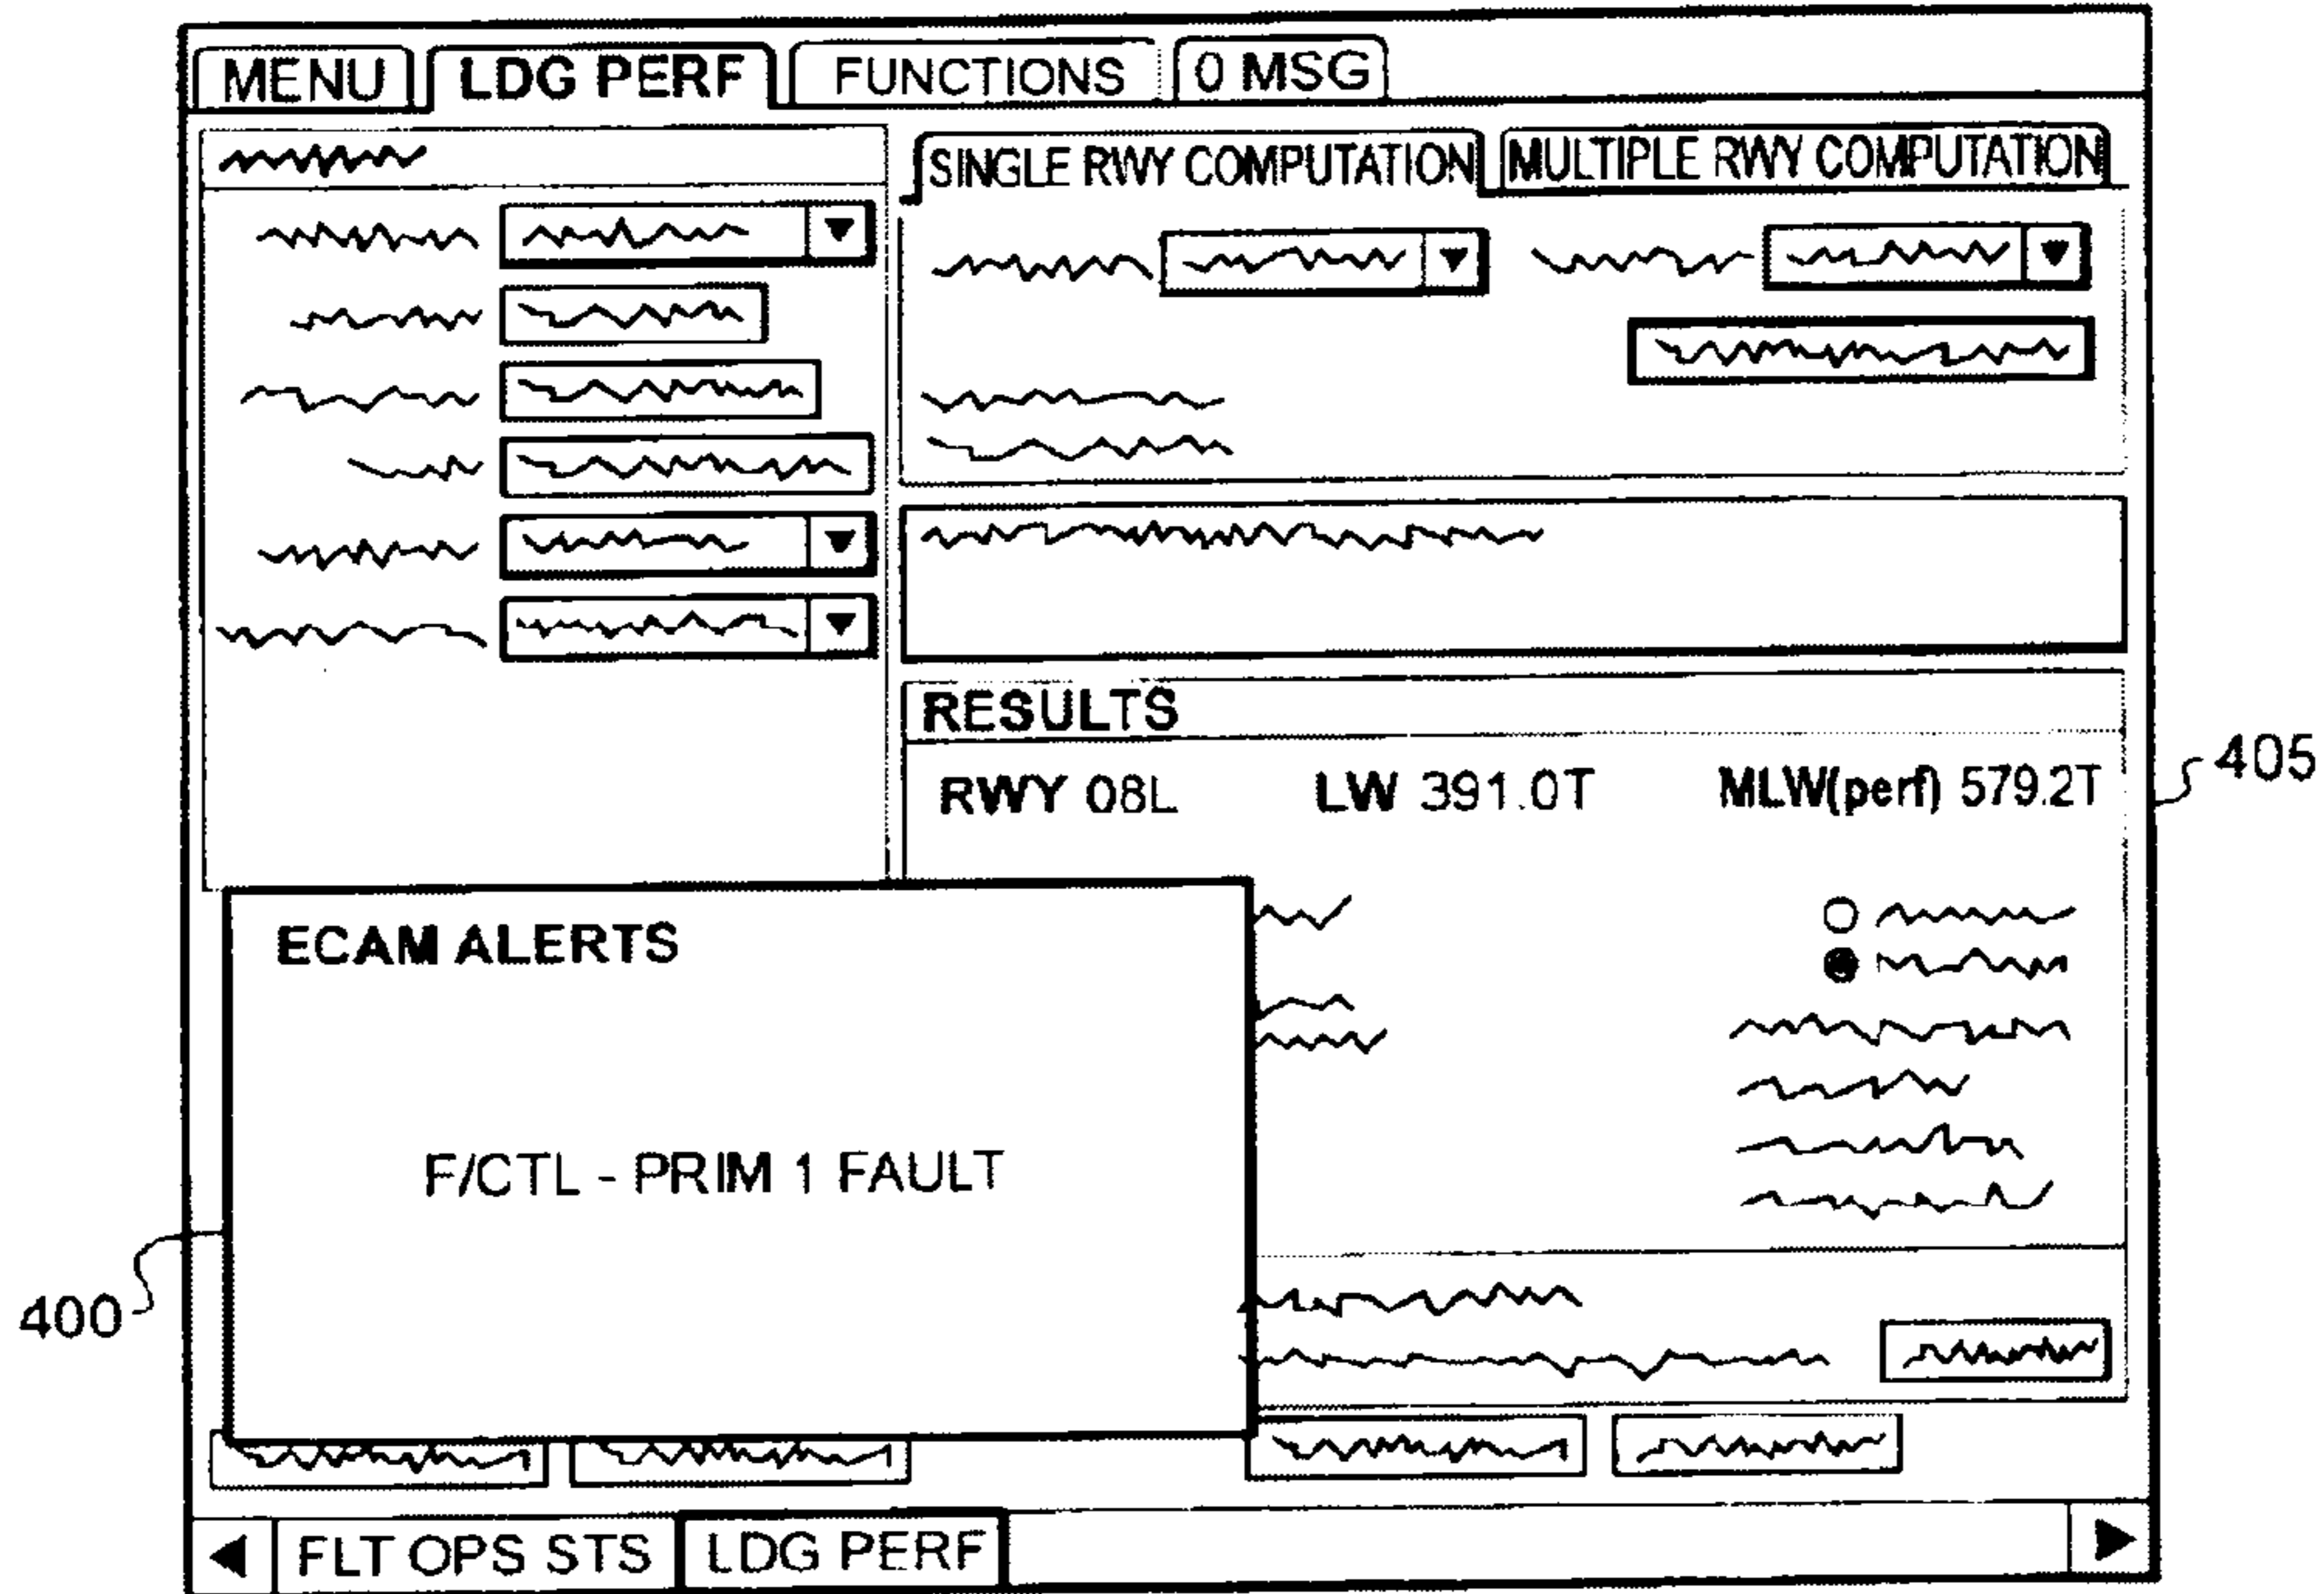 MENU LDG PERF FUNCTIONS 0 MSG
SINGLE RWY COMPUTATION MULTIPLE RWY COMPUTATION
RESULTS
RWY 08L LW 391.0T MLW(perf) 579.2T
405
ECAM ALERTS
F/CTL - PRIM 1 FAULT
400
FLT OPS STS LDG PERF